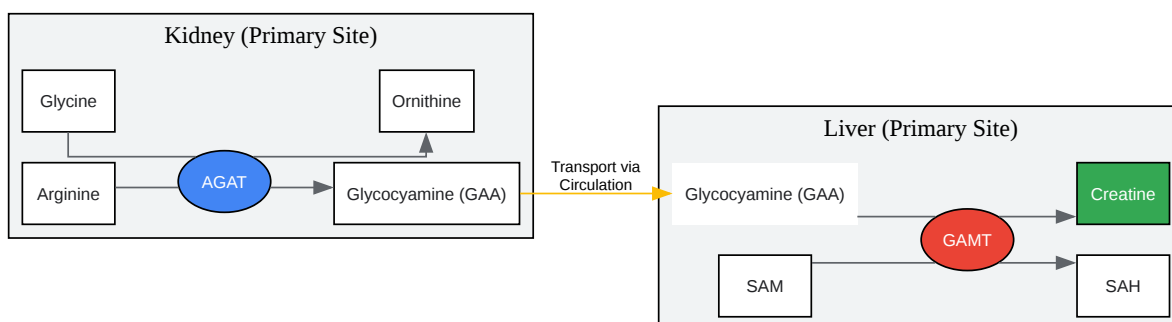 Kidney (Primary Site)
Glycine
Ornithine
Arginine
AGAT
Glycocyamine (GAA)
Transport via
Circulation
Liver (Primary Site)
Glycocyamine (GAA)
Creatine
GAMT
SAM
SAH